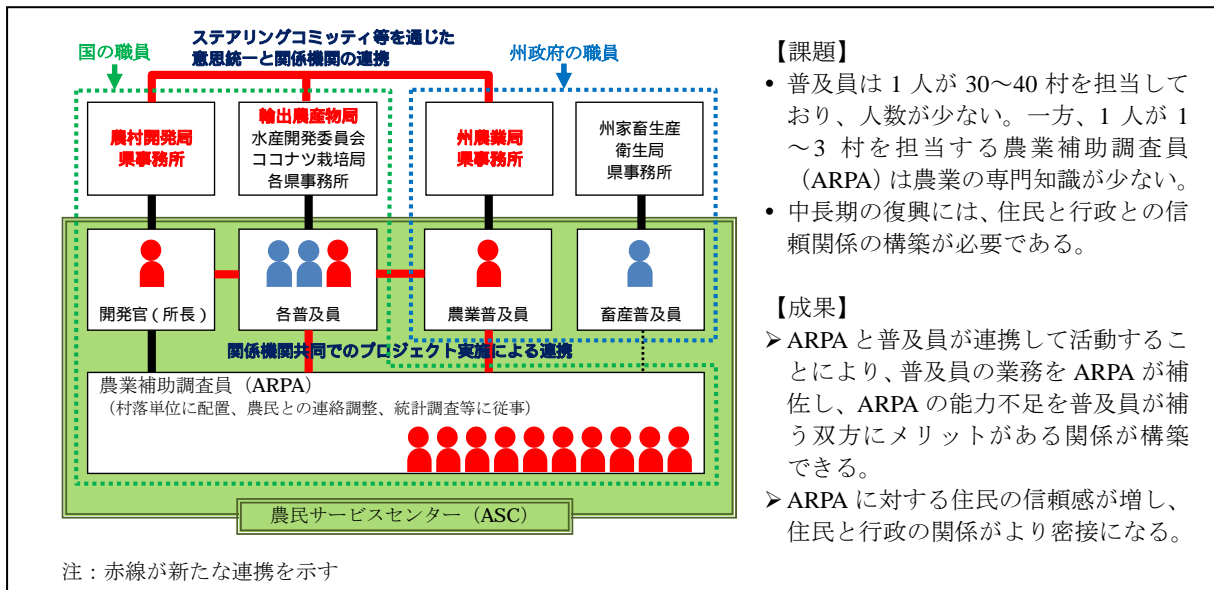 ステアリングコミッティ等を通じた
意思統一と関係機関の連携
国の職員
州政府の職員
農村開発局
県事務所
輸出農産物局
水産開発委員会
ココナツ栽培局
各県事務所
州農業局
県事務所
州家畜生産
衛生局
県事務所
開発官(所長)
各普及員
農業普及員
畜産普及員
関係機関共同でのプロジェクト実施による連携
農業補助調査員(ARPA)
(村落単位に配置、農民との連絡調整、統計調査等に従事)
農民サービスセンター(ASC)
注:赤線が新たな連携を示す
【課題】
• 普及員は 1 人が 30~40 村を担当して
おり、人数が少ない。一方、1 人が 1
~3 村を担当する農業補助調査員
(ARPA)は農業の専門知識が少ない。
• 中長期の復興には、住民と行政との信
頼関係の構築が必要である。
【成果】
➢ ARPA と普及員が連携して活動するこ
とにより、普及員の業務を ARPA が補
佐し、ARPA の能力不足を普及員が補
う双方にメリットがある関係が構築
できる。
➢ ARPA に対する住民の信頼感が増し、
住民と行政の関係がより密接になる。